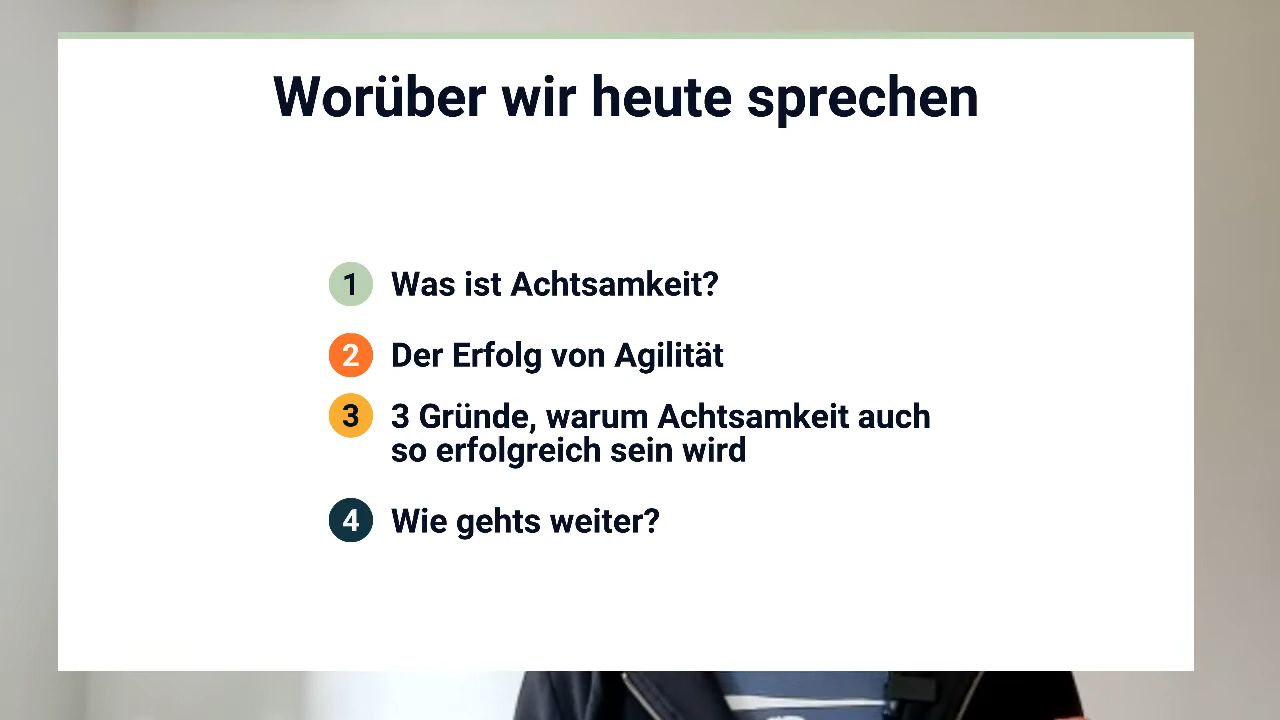 Worüber wir heute sprechen
1 Was ist Achtsamkeit?
2 Der Erfolg von Agilität
3 3 Gründe, warum Achtsamkeit auch
so erfolgreich sein wird
4 Wie gehts weiter?